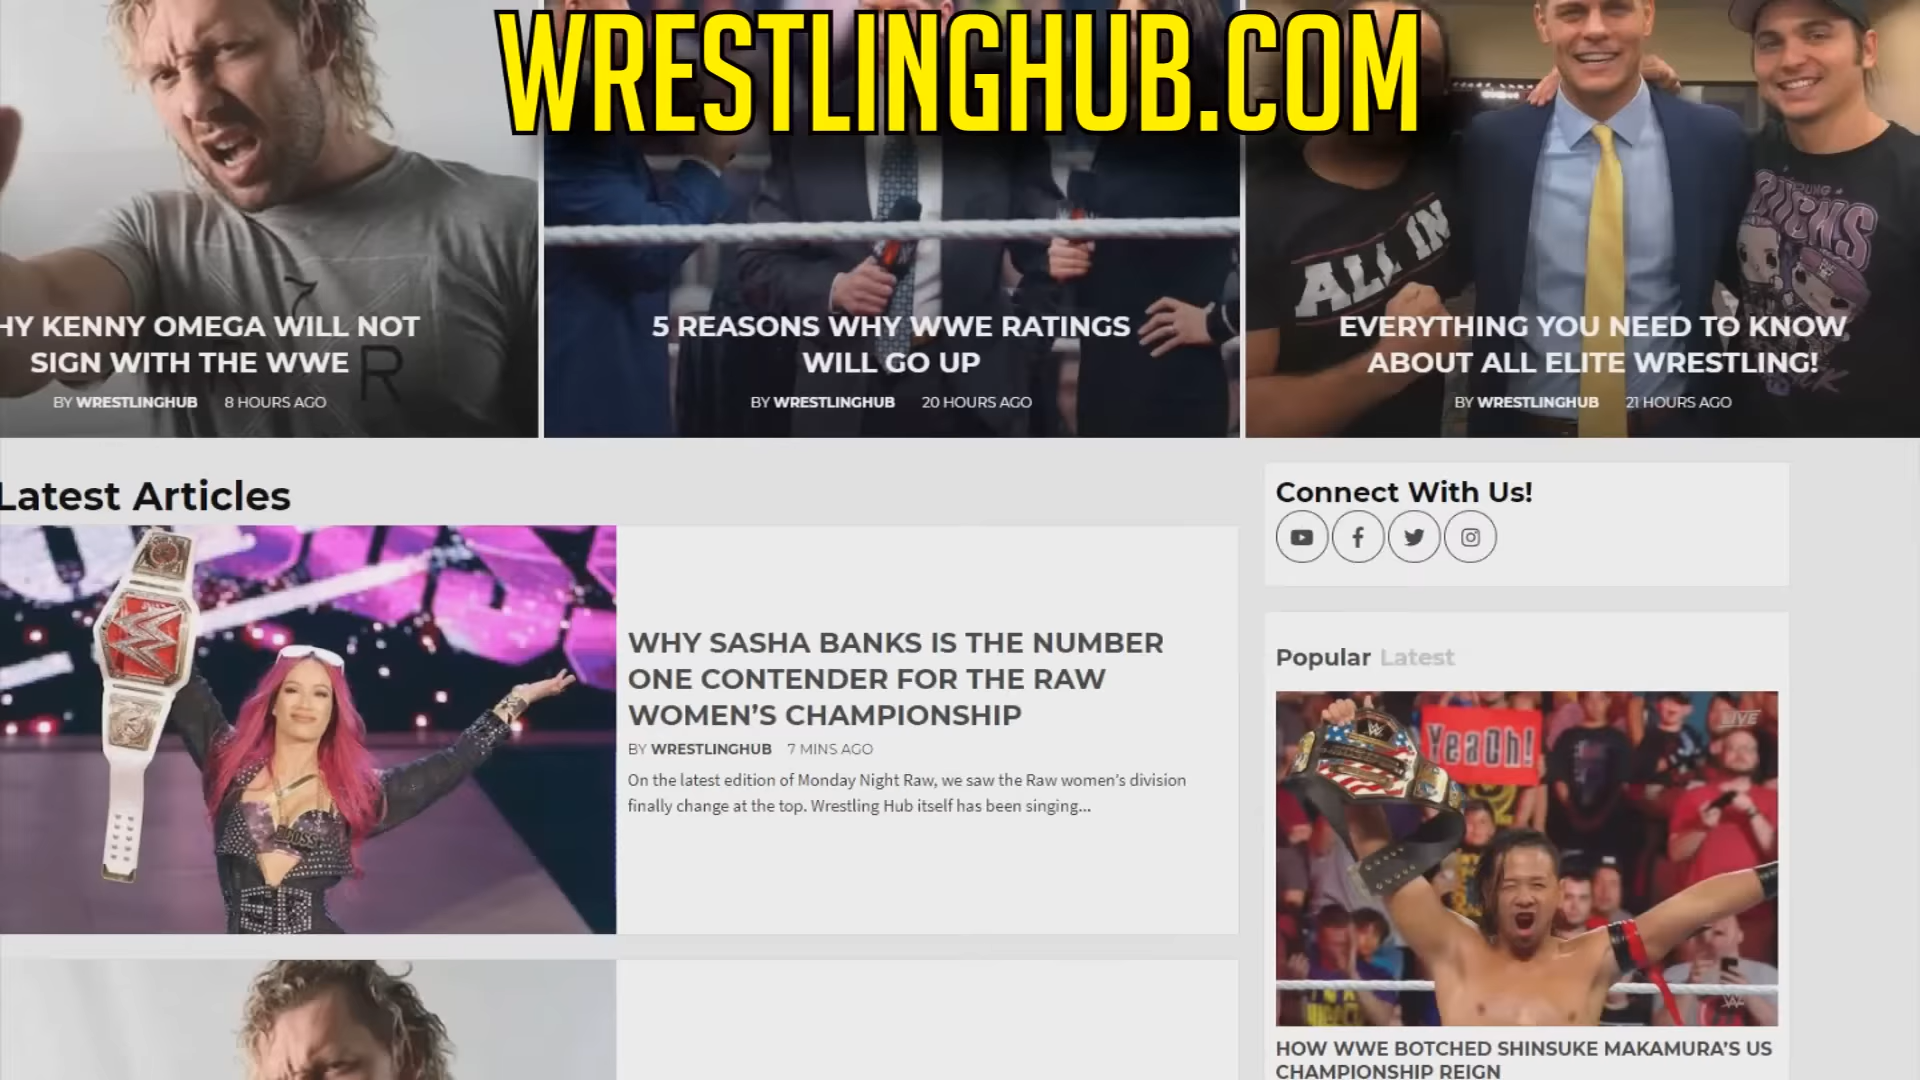 WRESTLINGHUB.COM
HY KENNY OMEGA WILL NOT
SIGN WITH THE WWE
BY WRESTLINGHUB 8 HOURS AGO
5 REASONS WHY WWE RATINGS
WILL GO UP
BY WRESTLINGHUB 20 HOURS AGO
ALL IN
EVERYTHING YOU NEED TO KNOW
ABOUT ALL ELITE WRESTLING!
BY WRESTLINGHUB 21 HOURS AGO
Latest Articles
WHY SASHA BANKS IS THE NUMBER
ONE CONTENDER FOR THE RAW
WOMEN’S CHAMPIONSHIP
BY WRESTLINGHUB 7 MINS AGO
On the latest edition of Monday Night Raw, we saw the Raw women’s division
finally change at the top. Wrestling Hub itself has been singing...
Connect With Us!
Popular Latest
LIVE
YeaOh!
HOW WWE BOTCHED SHINSUKE MAKAMURA’S US
CHAMPIONSHIP REIGN